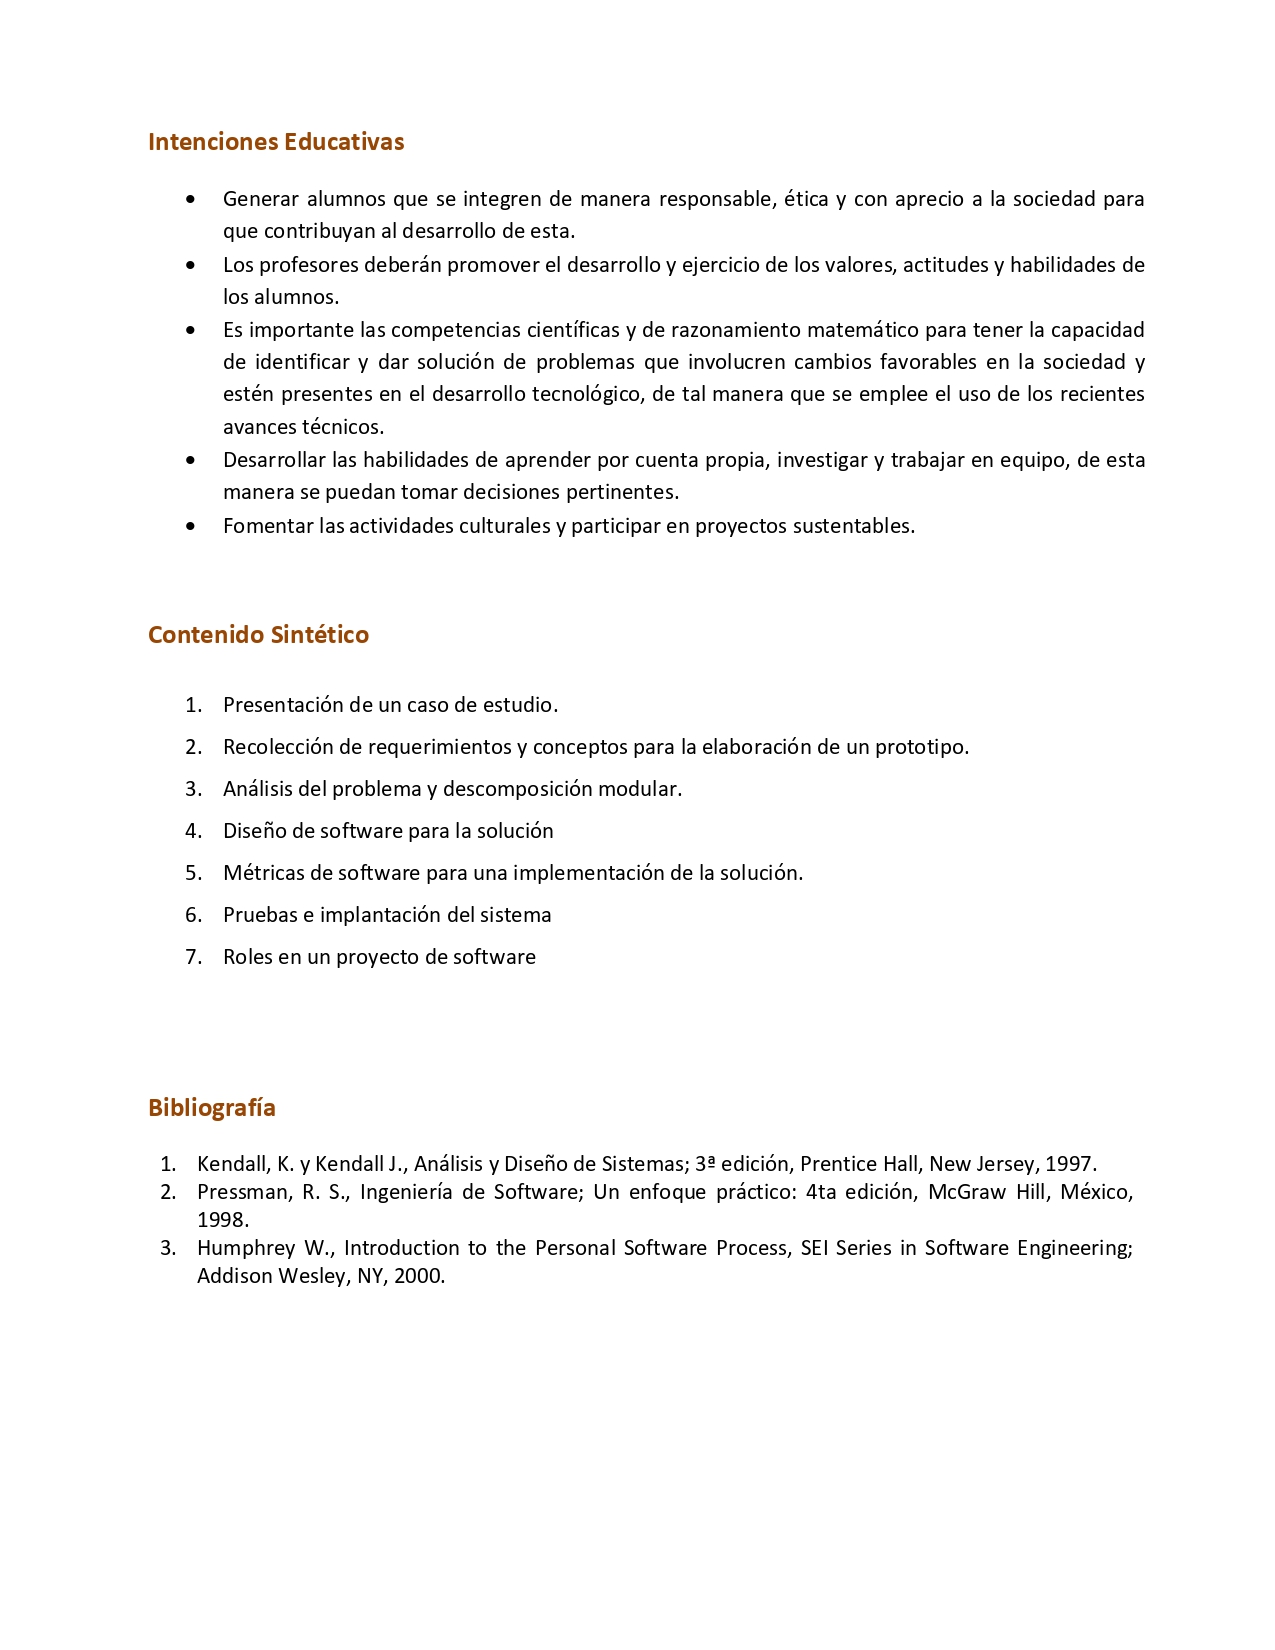 Intenciones Educativas
• Generar alumnos que se integren de manera responsable, ética y con aprecio a la sociedad para
que contribuyan al desarrollo de esta.
• Los profesores deberán promover el desarrollo y ejercicio de los valores, actitudes y habilidades de
los alumnos.
• Es importante las competencias científicas y de razonamiento matemático para tener la capacidad
de identificar y dar solución de problemas que involucren cambios favorables en la sociedad y
estén presentes en el desarrollo tecnológico, de tal manera que se emplee el uso de los recientes
avances técnicos.
• Desarrollar las habilidades de aprender por cuenta propia, investigar y trabajar en equipo, de esta
manera se puedan tomar decisiones pertinentes.
• Fomentar las actividades culturales y participar en proyectos sustentables.
Contenido Sintético
1. Presentación de un caso de estudio.
2. Recolección de requerimientos y conceptos para la elaboración de un prototipo.
3. Análisis del problema y descomposición modular.
4. Diseño de software para la solución
5. Métricas de software para una implementación de la solución.
6. Pruebas e implantación del sistema
7. Roles en un proyecto de software
Bibliografía
1. Kendall, K. y Kendall J., Análisis y Diseño de Sistemas; 3ª edición, Prentice Hall, New Jersey, 1997.
2. Pressman, R. S., Ingeniería de Software; Un enfoque práctico: 4ta edición, McGraw Hill, México,
1998.
3. Humphrey W., Introduction to the Personal Software Process, SEI Series in Software Engineering;
Addison Wesley, NY, 2000.